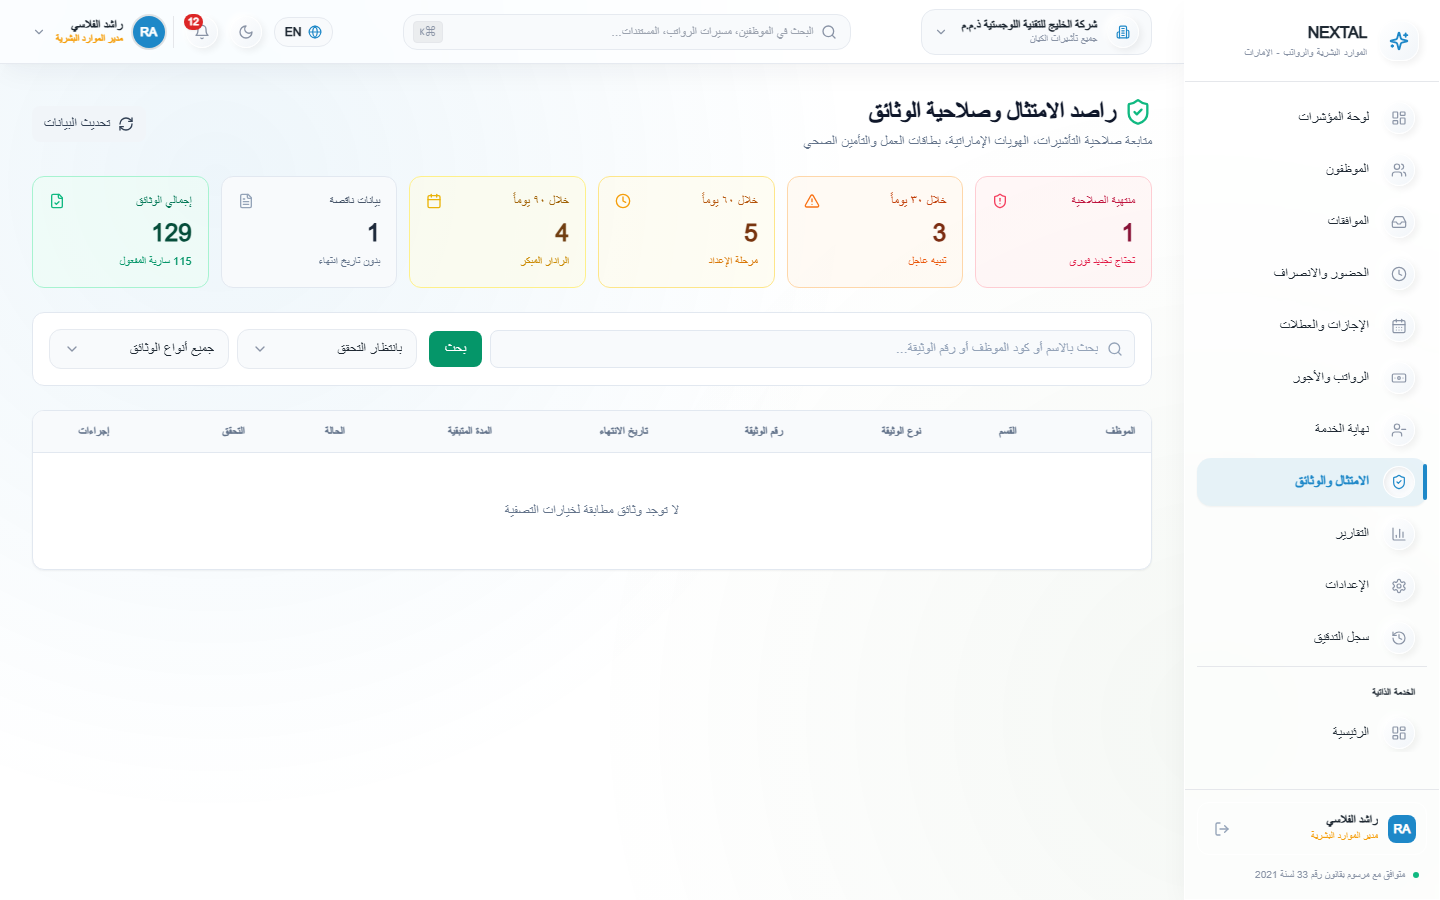 NEXTAL
الموارد البشرية والرواتب - الإمارات
شركة الخليج للتقنية اللوجستية ذ.م.م
جميع تأشيرات الكيان
البحث في الموظفين، مسيرات الرواتب، المستندات...
⌘K
EN
12
RA
راشد الفلاسي
مدير الموارد البشرية
لوحة المؤشرات
الموظفون
الموافقات
الحضور والانصراف
الإجازات والعطلات
الرواتب والأجور
نهاية الخدمة
الامتثال والوثائق
التقارير
الإعدادات
سجل التدقيق
الخدمة الذاتية
الرئيسية
RA
راشد الفلاسي
مدير الموارد البشرية
متوافق مع مرسوم بقانون رقم 33 لسنة 2021
راصد الامتثال وصلاحية الوثائق
متابعة صلاحية التأشيرات، الهويات الإماراتية، بطاقات العمل والتأمين الصحي
تحديث البيانات
منتهية الصلاحية
1
تحتاج تجديد فوري
خلال ٣٠ يوماً
3
تنبيه عاجل
خلال ٦٠ يوماً
5
مرحلة الإعداد
خلال ٩٠ يوماً
4
الرادار المبكر
بيانات ناقصة
1
بدون تاريخ انتهاء
إجمالي الوثائق
129
115 سارية المفعول
بحث بالاسم أو كود الموظف أو رقم الوثيقة...
بحث
بانتظار التحقق
جميع أنواع الوثائق
الموظف
القسم
نوع الوثيقة
رقم الوثيقة
تاريخ الانتهاء
المدة المتبقية
الحالة
التحقق
إجراءات
لا توجد وثائق مطابقة لخيارات التصفية